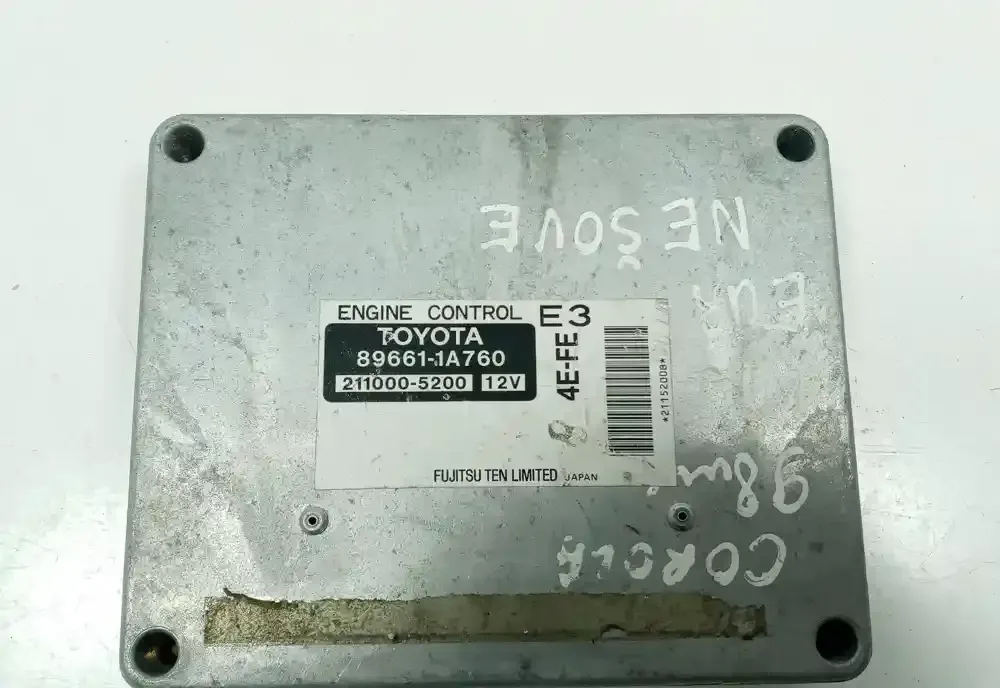 ENGINE CONTROL E3
TOYOTA
89661-1A760
211000-5200 12V
4E-FE
*21152008*
FUJITSU TEN LIMITED JAPAN
COROLA
NE ŠOVE